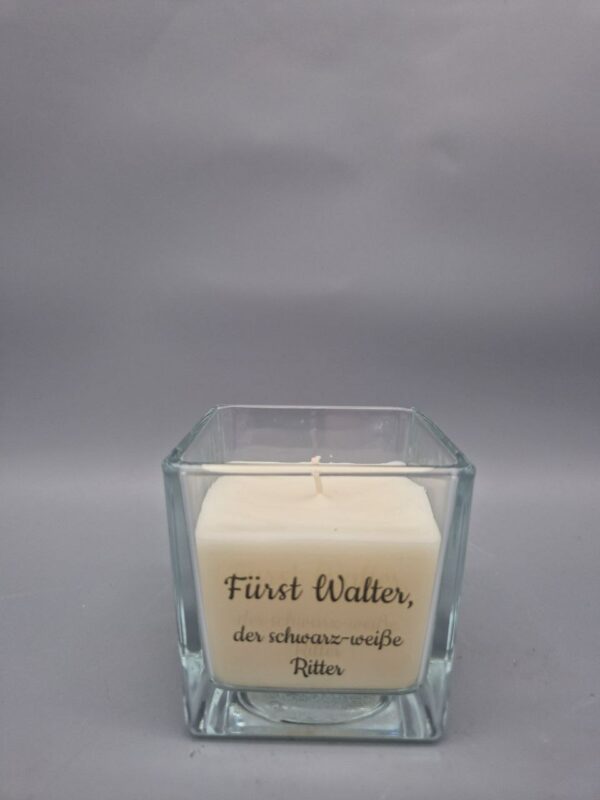 Fürst Walter,
der schwarz-weiße
Ritter